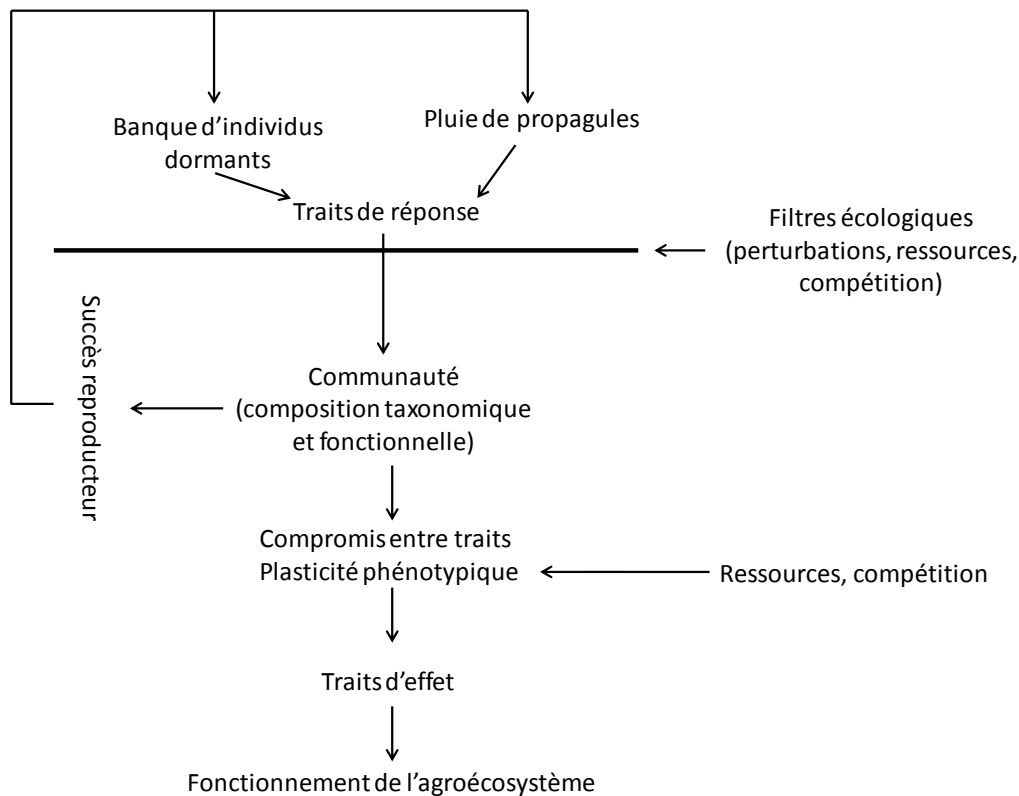 Banque d'individus
dormants
Pluie de propagules
Traits de réponse
Filtres écologiques
(perturbations, ressources,
compétition)
Succès reproducteur
Communauté
(composition taxonomique
et fonctionnelle)
Compromis entre traits
Plasticité phénotypique
Ressources, compétition
Traits d'effet
Fonctionnement de l'agroécosystème